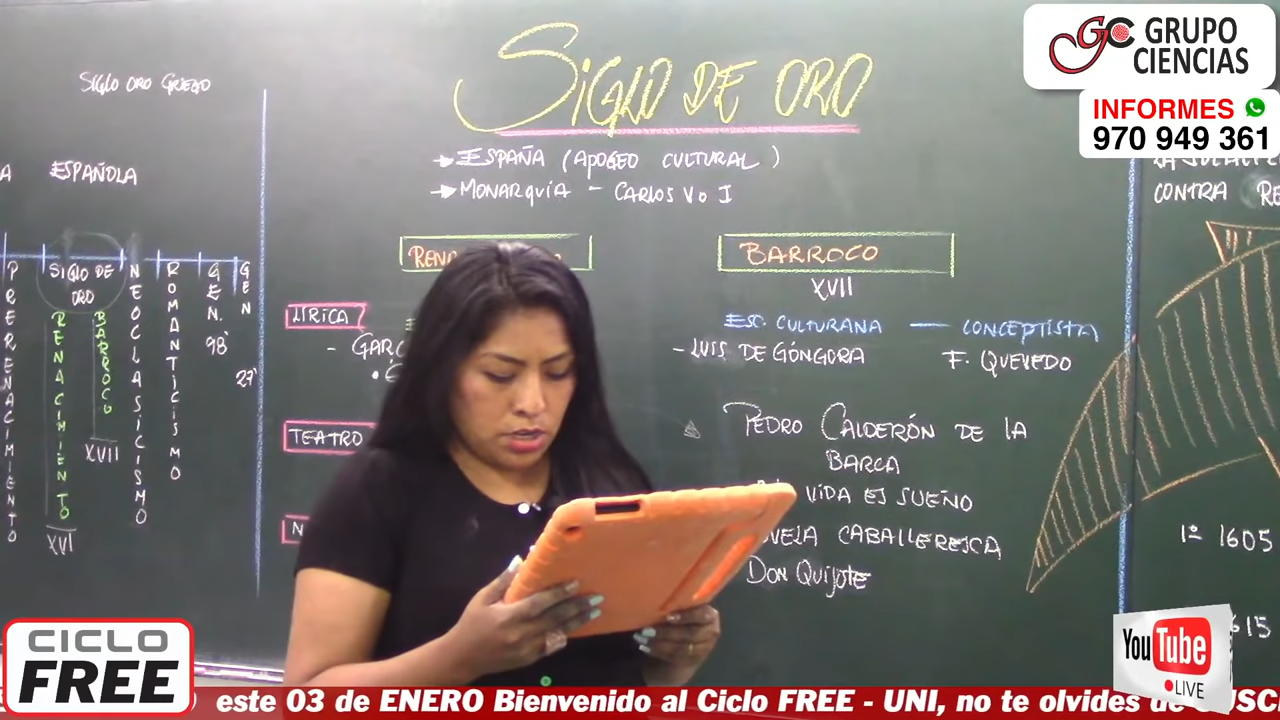 SIGLO DE ORO
→ ESPAÑA (APOGEO CULTURAL)
→ MONARQUÍA - CARLOS V o I
SIGLO ORO GRIEGO
ESPAÑOLA
PRERRENACIMIENTO
SIGLO DE ORO
RENACIMIENTO
XVI
BARROCO
XVII
NEOCLASICISMO
ROMANTICISMO
GEN. 98'
GEN 27'
LÍRICA
TEATRO
BARROCO
XVII
ESC. CULTURANA — CONCEPTISTA
- LUIS DE GÓNGORA
F. QUEVEDO
PEDRO CALDERÓN DE LA
BARCA
VIDA ES SUEÑO
CABALLERESCA
DON QUIJOTE
CONTRA
1º 1605
GRUPO
CIENCIAS
INFORMES
970 949 361
CICLO
FREE
YouTube
LIVE
este 03 de ENERO Bienvenido al Ciclo FREE - UNI, no te olvides de